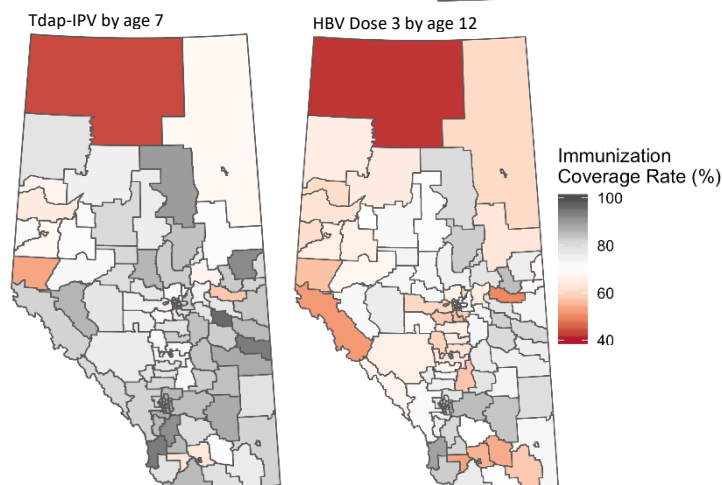 Tdap-IPV by age 7
HBV Dose 3 by age 12
Immunization
Coverage Rate (%)
100
80
60
40